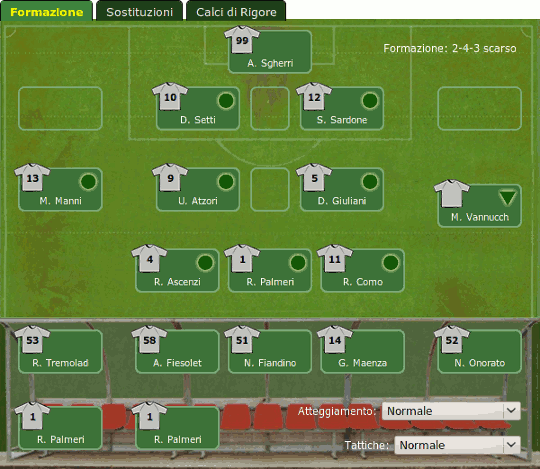 Formazione Sostituzioni Calci di Rigore
99
A. Sgherri
Formazione: 2-4-3 scarso
10 12
D. Setti S. Sardone
13 9 5
M. Manni U. Atzori D. Giuliani
M. Vannucch
4 1 11
R. Ascenzi R. Palmeri R. Como
53 58 51 14 52
R. Tremolad A. Fiesolet N. Fiandino G. Maenza N. Onorato
1 1
R. Palmeri R. Palmeri
Atteggiamento: Normale
Tattiche: Normale